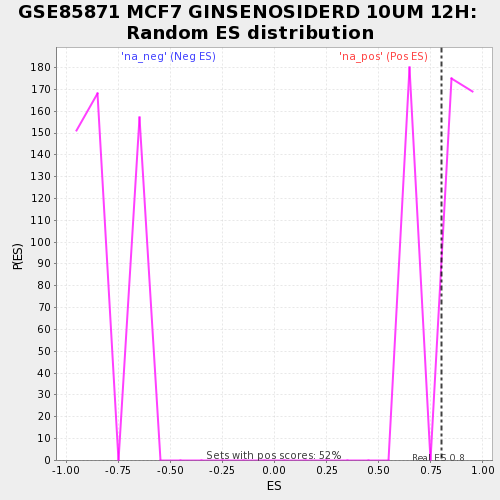 GSE85871 MCF7 GINSENOSIDERD 10UM 12H:
Random ES distribution
'na_neg' (Neg ES)
'na_pos' (Pos ES)
180
170
160
150
140
130
120
110
100
90
80
70
60
50
40
30
20
10
0
P(ES)
Sets with pos scores: 52%
Real ES 0.8
-1.00 -0.75 -0.50 -0.25 0.00 0.25 0.50 0.75 1.00
ES